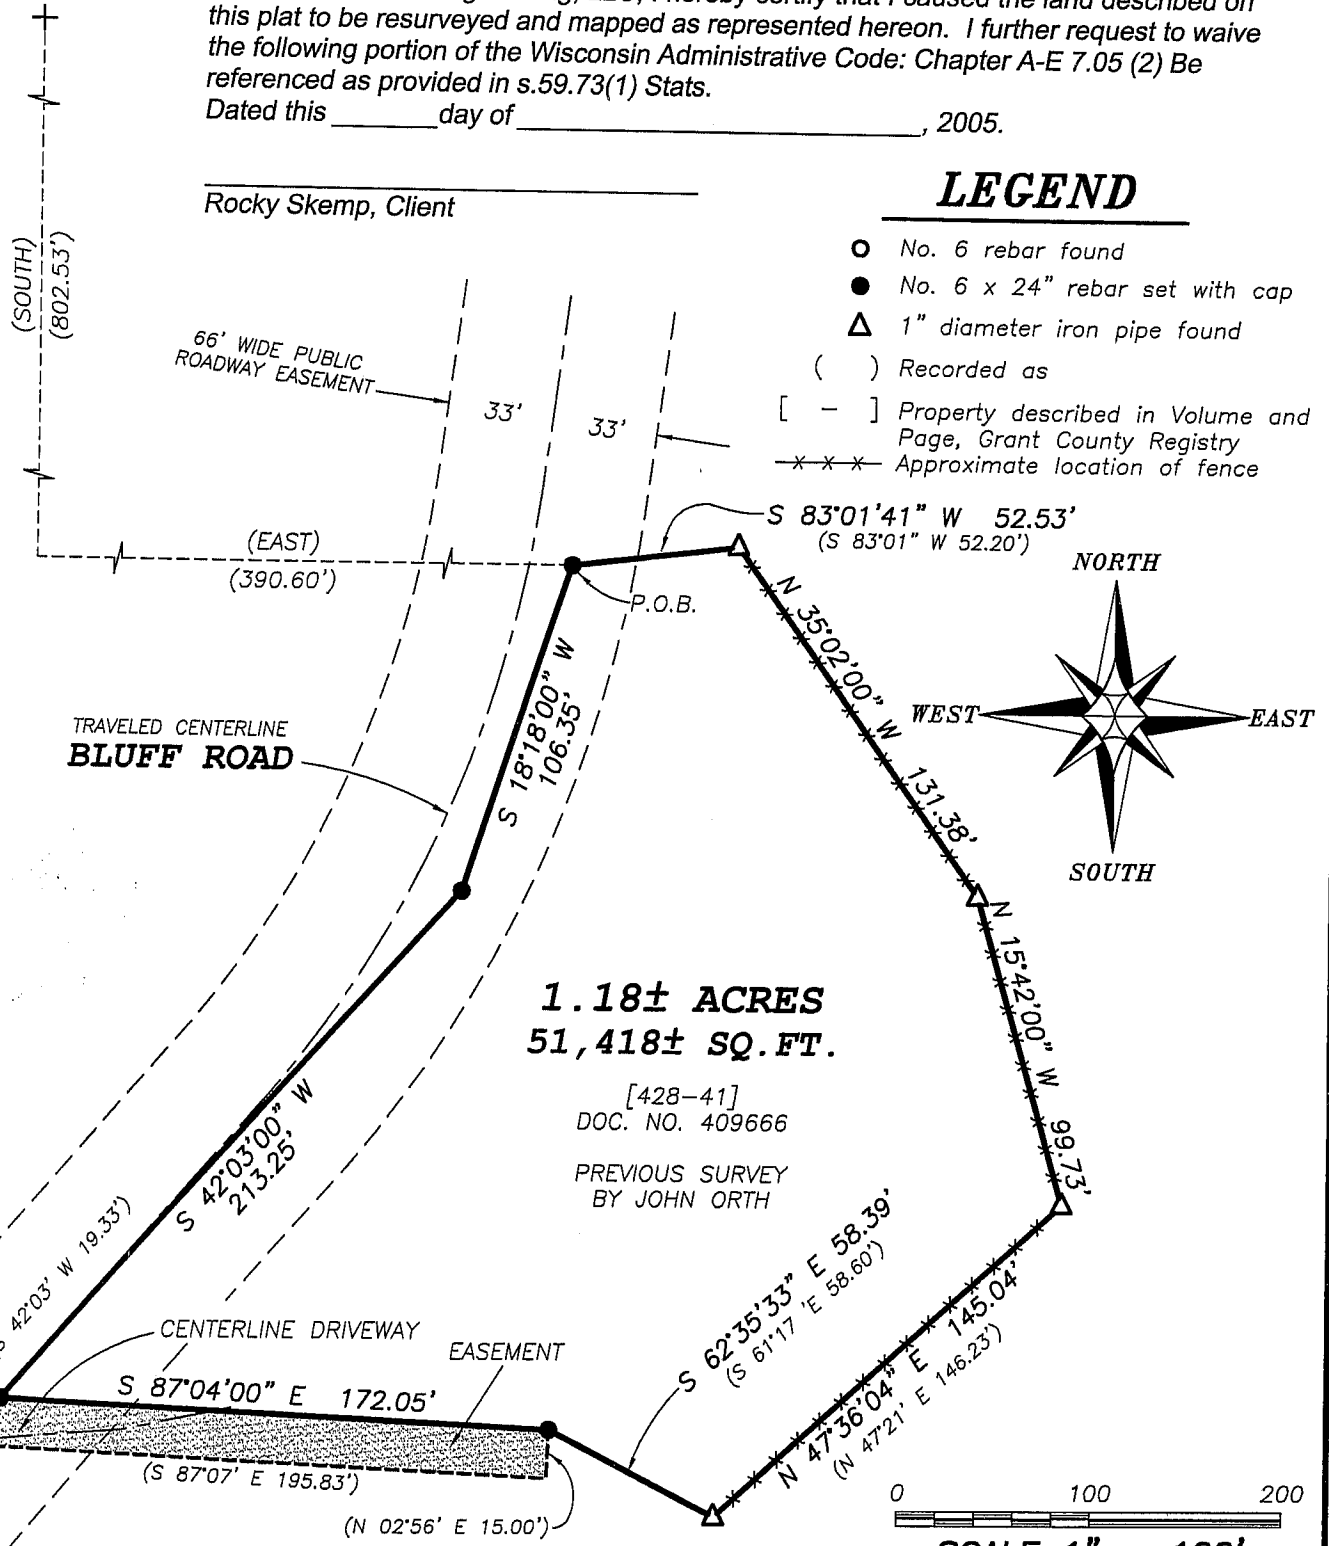 this plat to be resurveyed and mapped as represented hereon. I further request to waive
the following portion of the Wisconsin Administrative Code: Chapter A-E 7.05 (2) Be
referenced as provided in s.59.73(1) Stats.
Dated this ______ day of ______________________, 2005.
Rocky Skemp, Client
LEGEND
No. 6 rebar found
No. 6 x 24" rebar set with cap
1" diameter iron pipe found
( ) Recorded as
[ - ] Property described in Volume and
Page, Grant County Registry
-x-x-x- Approximate location of fence
(SOUTH)
(802.53')
66' WIDE PUBLIC
ROADWAY EASEMENT
33'
33'
S 83°01'41" W 52.53'
(S 83°01" W 52.20')
(EAST)
(390.60')
P.O.B.
NORTH
WEST
EAST
SOUTH
N 35°02'00" W 131.38'
S 18°18'00" W
106.35'
TRAVELED CENTERLINE
BLUFF ROAD
N 15°42'00" W 99.73'
1.18± ACRES
51,418± SQ.FT.
[428-41]
DOC. NO. 409666
PREVIOUS SURVEY
BY JOHN ORTH
S 42°03'00" W
213.25'
42°03' W 19.33')
S 62°35'33" E 58.39'
(S 61°17 'E 58.60')
N 47°36'04" E 145.04'
(N 47°21' E 146.23')
CENTERLINE DRIVEWAY
EASEMENT
S 87°04'00" E 172.05'
(S 87°07' E 195.83')
(N 02°56' E 15.00')
0 100 200